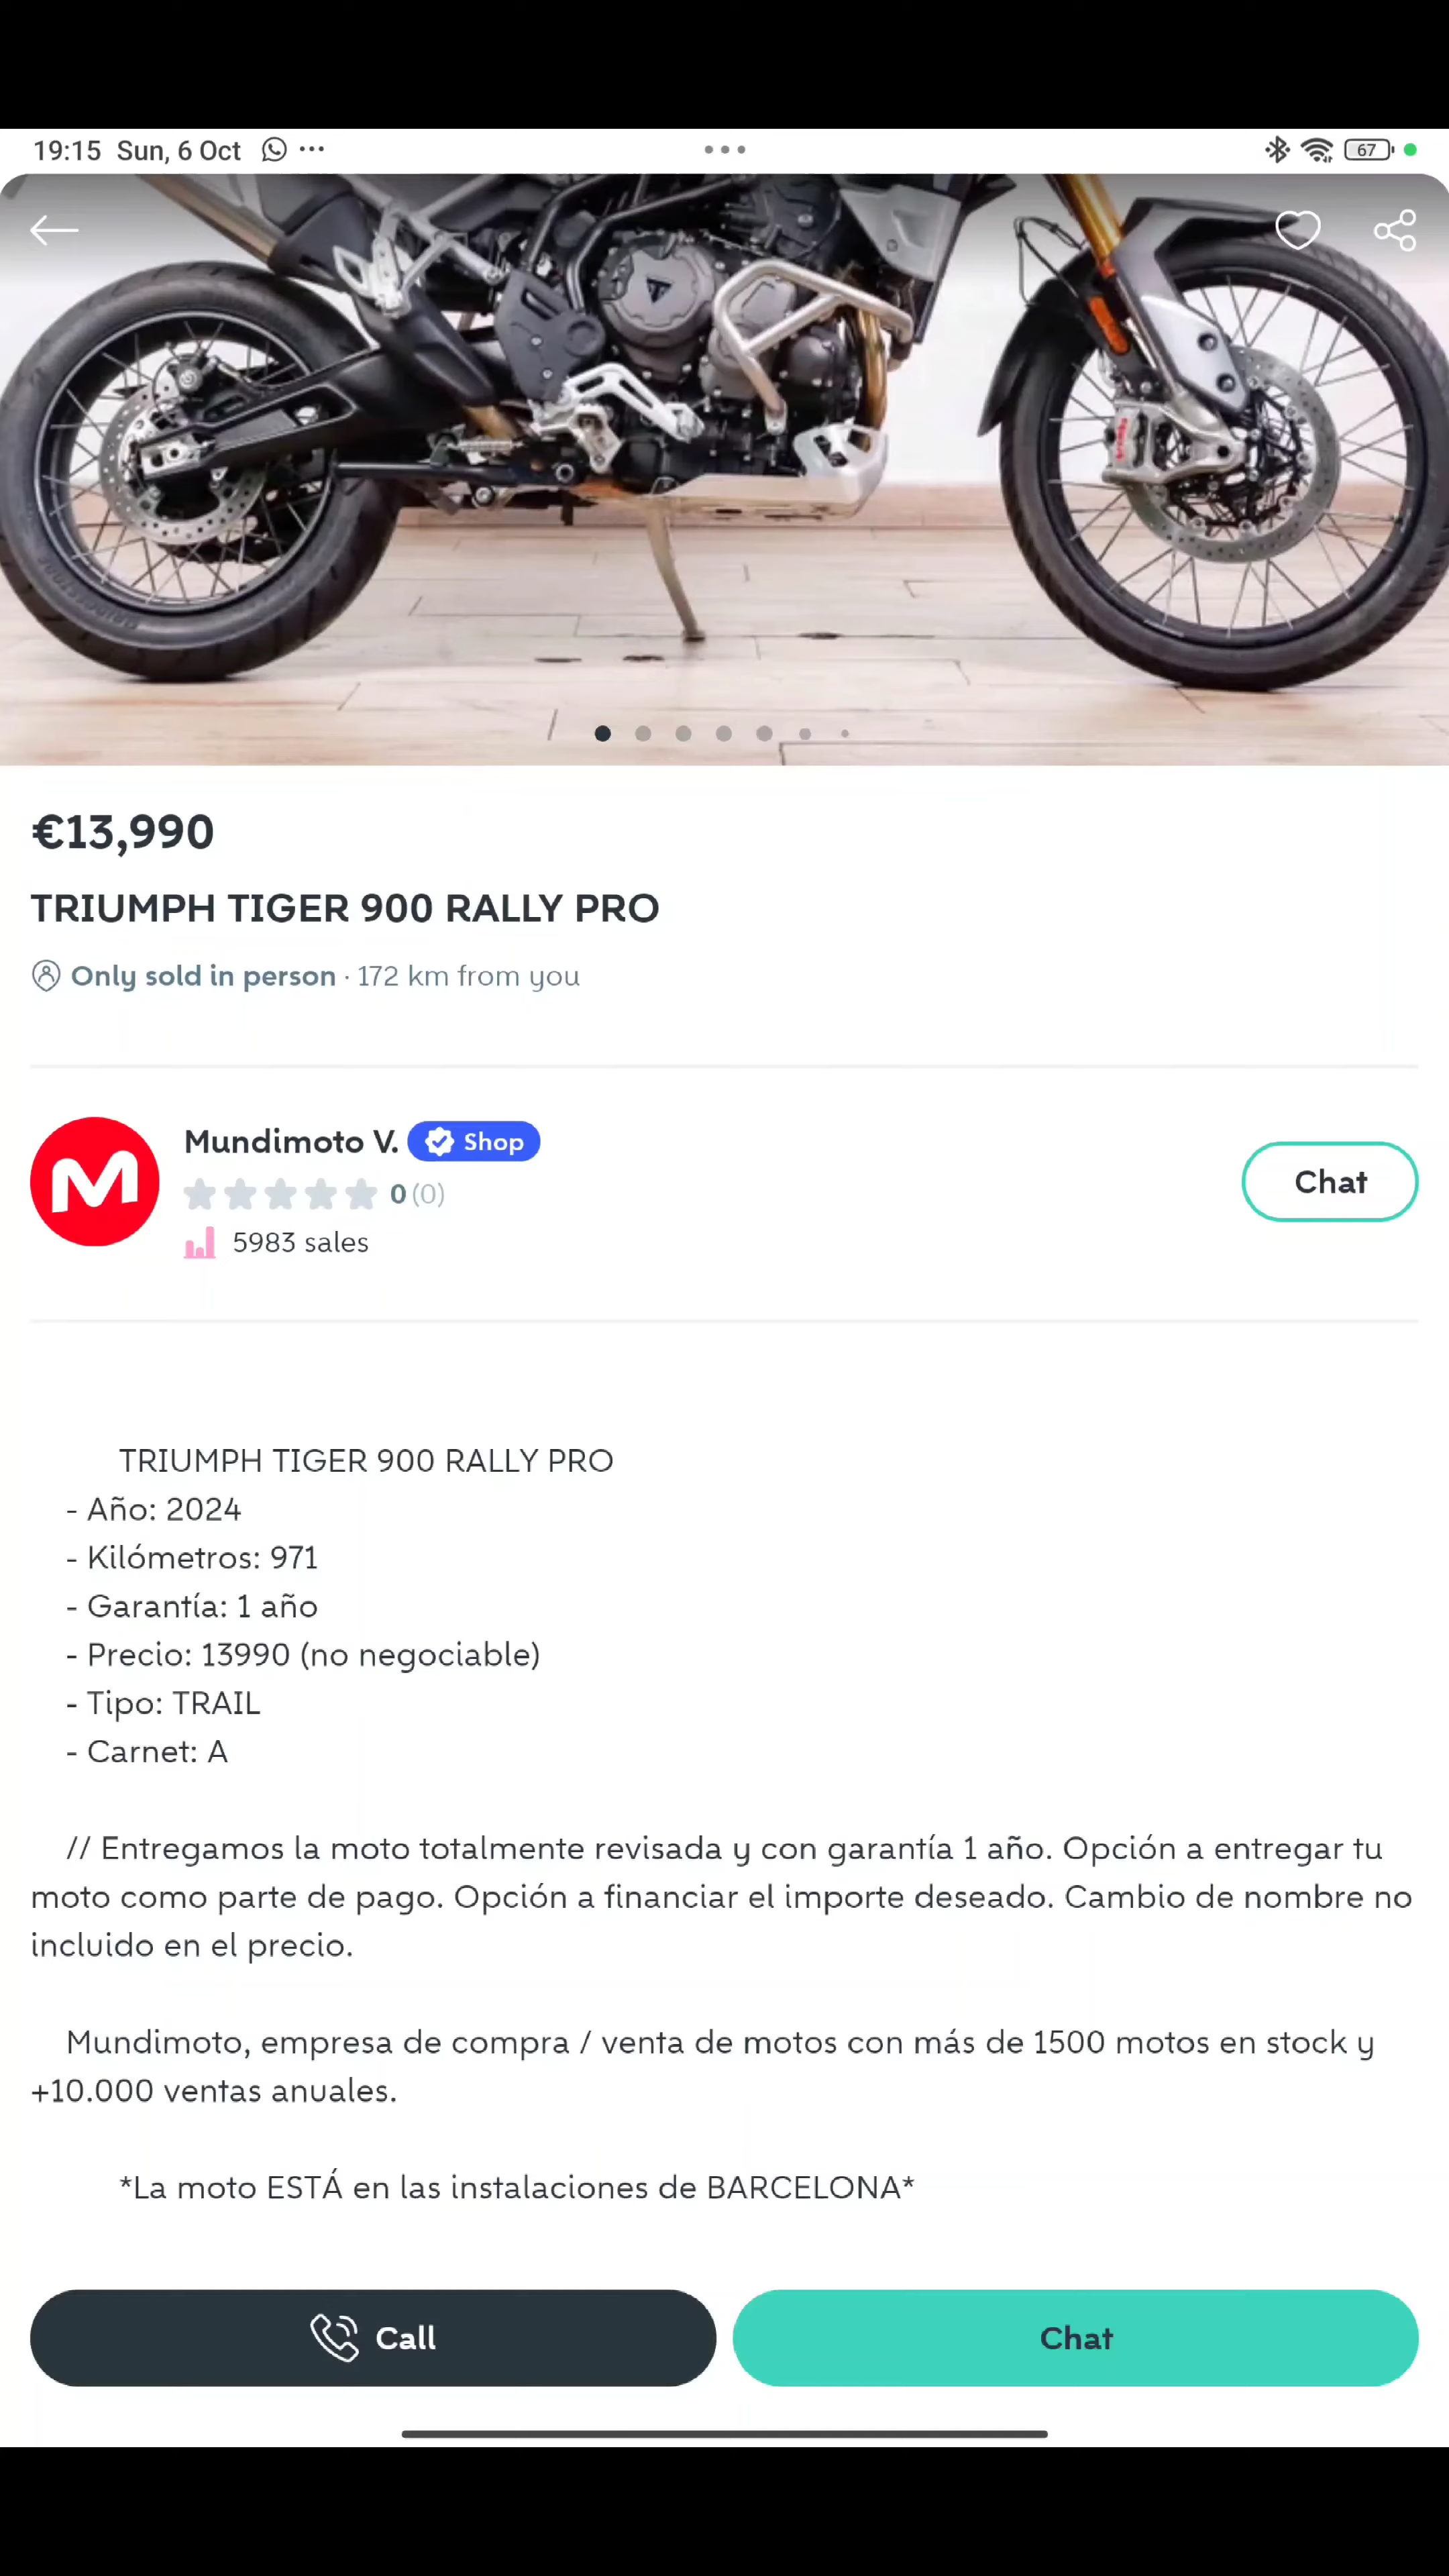 19:15 Sun, 6 Oct
67
€13,990
TRIUMPH TIGER 900 RALLY PRO
Only sold in person · 172 km from you
M
Mundimoto V. Shop
0 (0)
5983 sales
Chat
TRIUMPH TIGER 900 RALLY PRO
- Año: 2024
- Kilómetros: 971
- Garantía: 1 año
- Precio: 13990 (no negociable)
- Tipo: TRAIL
- Carnet: A
// Entregamos la moto totalmente revisada y con garantía 1 año. Opción a entregar tu
moto como parte de pago. Opción a financiar el importe deseado. Cambio de nombre no
incluido en el precio.
Mundimoto, empresa de compra / venta de motos con más de 1500 motos en stock y
+10.000 ventas anuales.
*La moto ESTÁ en las instalaciones de BARCELONA*
Call
Chat